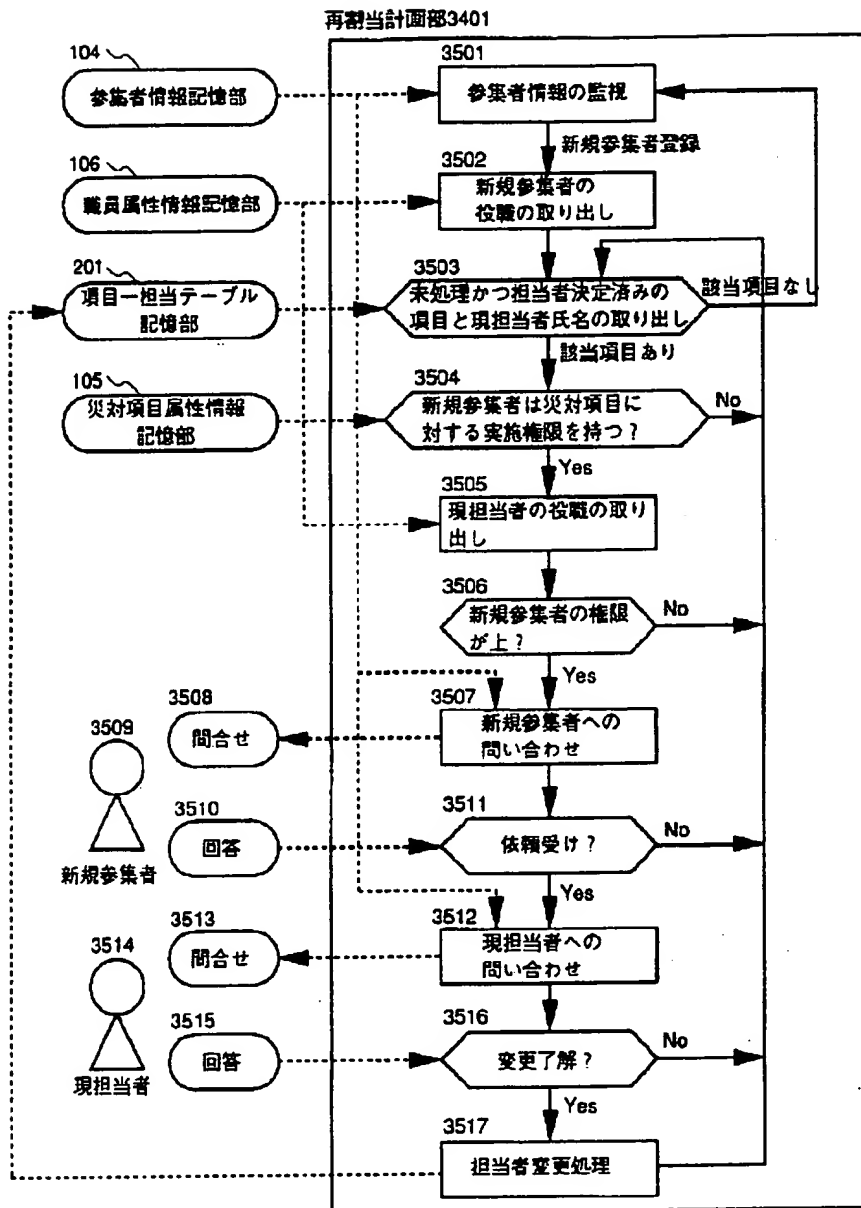 再割当計画部3401
104
参集者情報記憶部
3501
参集者情報の監視
新規参集者登録
106
職員属性情報記憶部
3502
新規参集者の
役職の取り出し
201
項目ー担当テーブル
記憶部
3503
未処理かつ担当者決定済みの
項目と現担当者氏名の取り出し
該当項目なし
該当項目あり
105
災対項目属性情報
記憶部
3504
新規参集者は災対項目に
対する実施権限を持つ?
No
Yes
3505
現担当者の役職の取り
出し
3506
新規参集者の権限
が上?
No
Yes
3507
新規参集者への
問い合わせ
3508
問合せ
3509
新規参集者
3510
回答
3511
依頼受け?
No
Yes
3512
現担当者への
問い合わせ
3513
問合せ
3514
現担当者
3515
回答
3516
変更了解?
No
Yes
3517
担当者変更処理